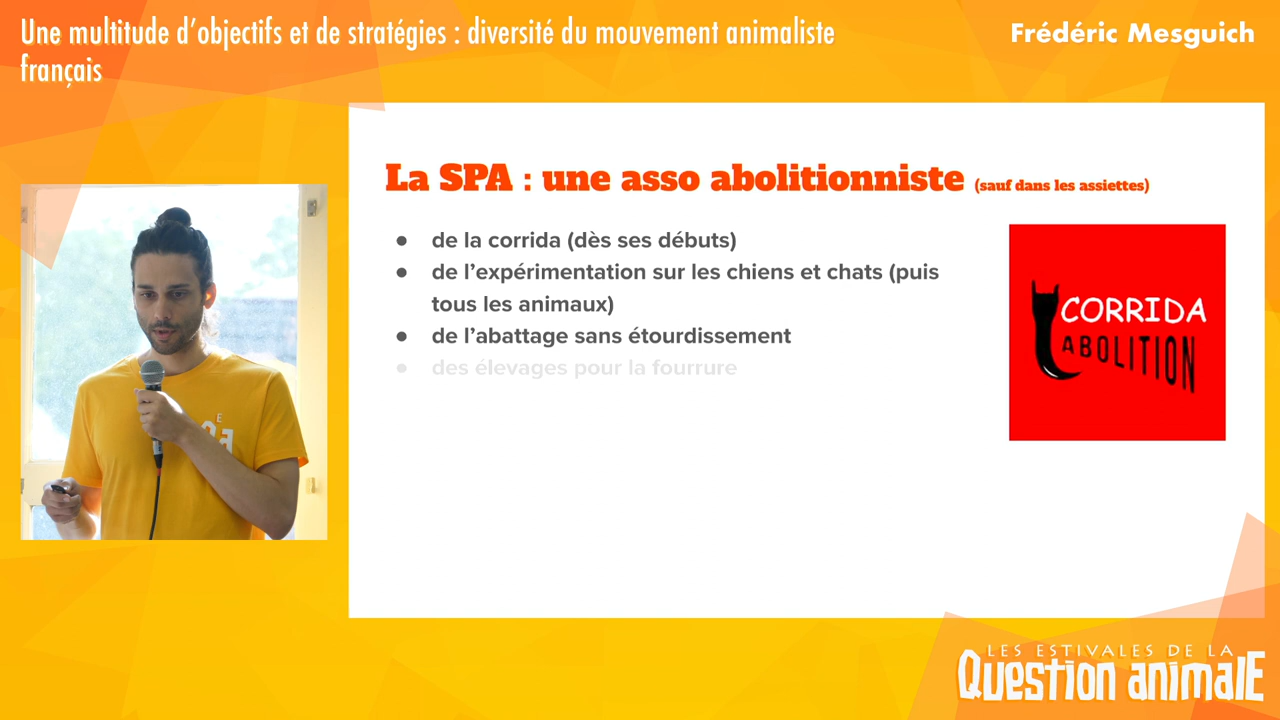 Une multitude d'objectifs et de stratégies : diversité du mouvement animaliste
français
Frédéric Mesguich
La SPA : une asso abolitionniste (sauf dans les assiettes)
● de la corrida (dès ses débuts)
● de l'expérimentation sur les chiens et chats (puis
tous les animaux)
● de l'abattage sans étourdissement
● des élevages pour la fourrure
CORRIDA
ABOLITION
LES ESTIVALES DE LA
QUESTION ANIMALE